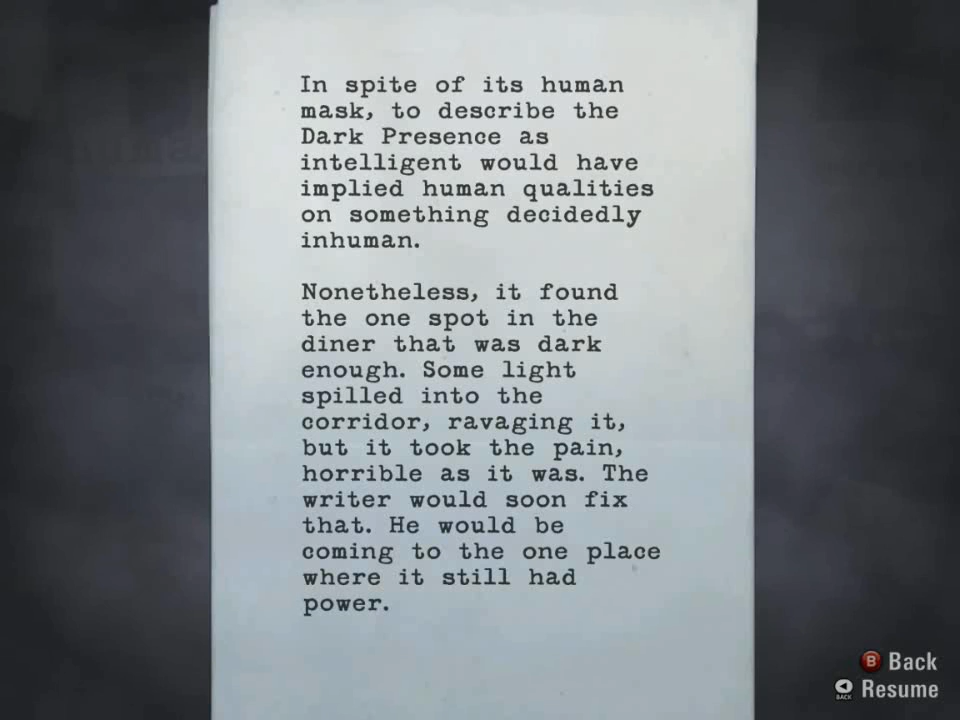 In spite of its human
mask, to describe the
Dark Presence as
intelligent would have
implied human qualities
on something decidedly
inhuman.
Nonetheless, it found
the one spot in the
diner that was dark
enough. Some light
spilled into the
corridor, ravaging it,
but it took the pain,
horrible as it was. The
writer would soon fix
that. He would be
coming to the one place
where it still had
power.
B Back
BACK Resume